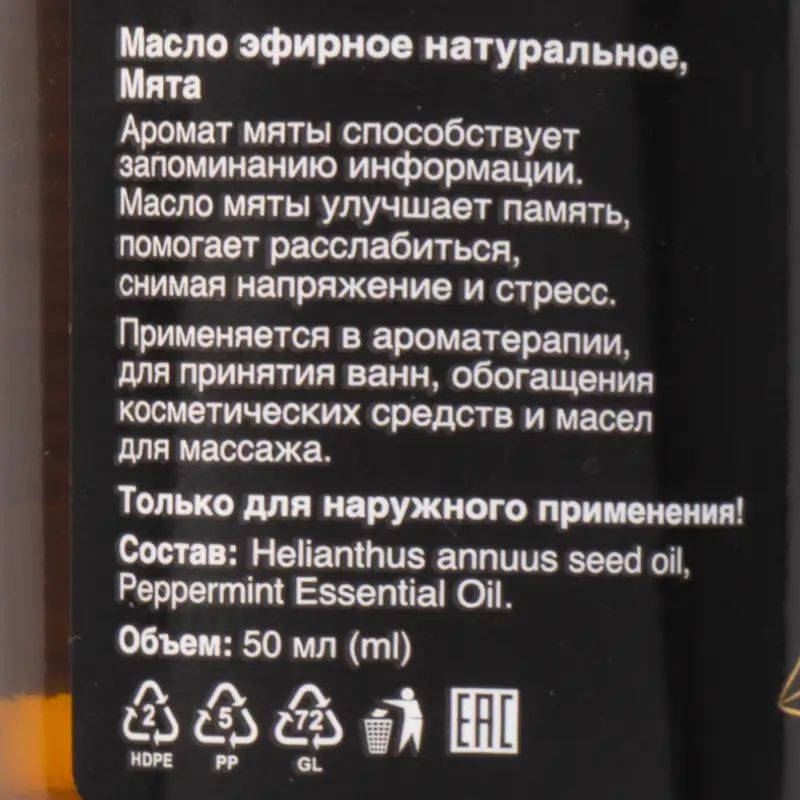 Масло эфирное натуральное,
Мята
Аромат мяты способствует
запоминанию информации.
Масло мяты улучшает память,
помогает расслабиться,
снимая напряжение и стресс.
Применяется в ароматерапии,
для принятия ванн, обогащения
косметических средств и масел
для массажа.
Только для наружного применения!
Состав: Helianthus annuus seed oil,
Peppermint Essential Oil.
Объем: 50 мл (ml)
2 5 72 EAC
HDPE PP GL